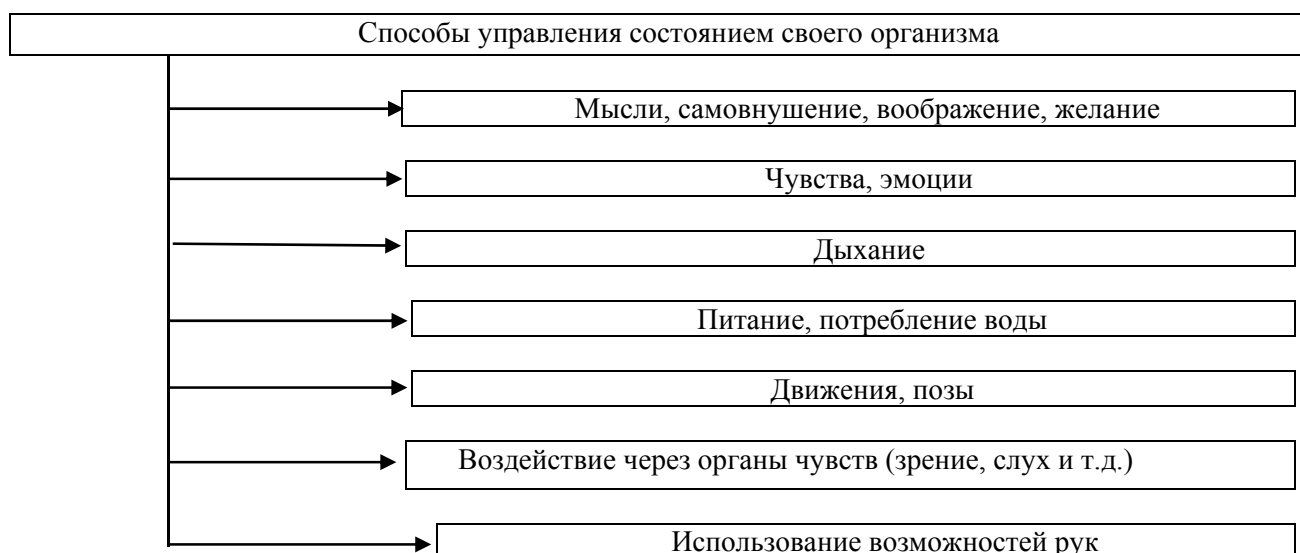 Способы управления состоянием своего организма
Мысли, самовнушение, воображение, желание
Чувства, эмоции
Дыхание
Питание, потребление воды
Движения, позы
Воздействие через органы чувств (зрение, слух и т.д.)
Использование возможностей рук